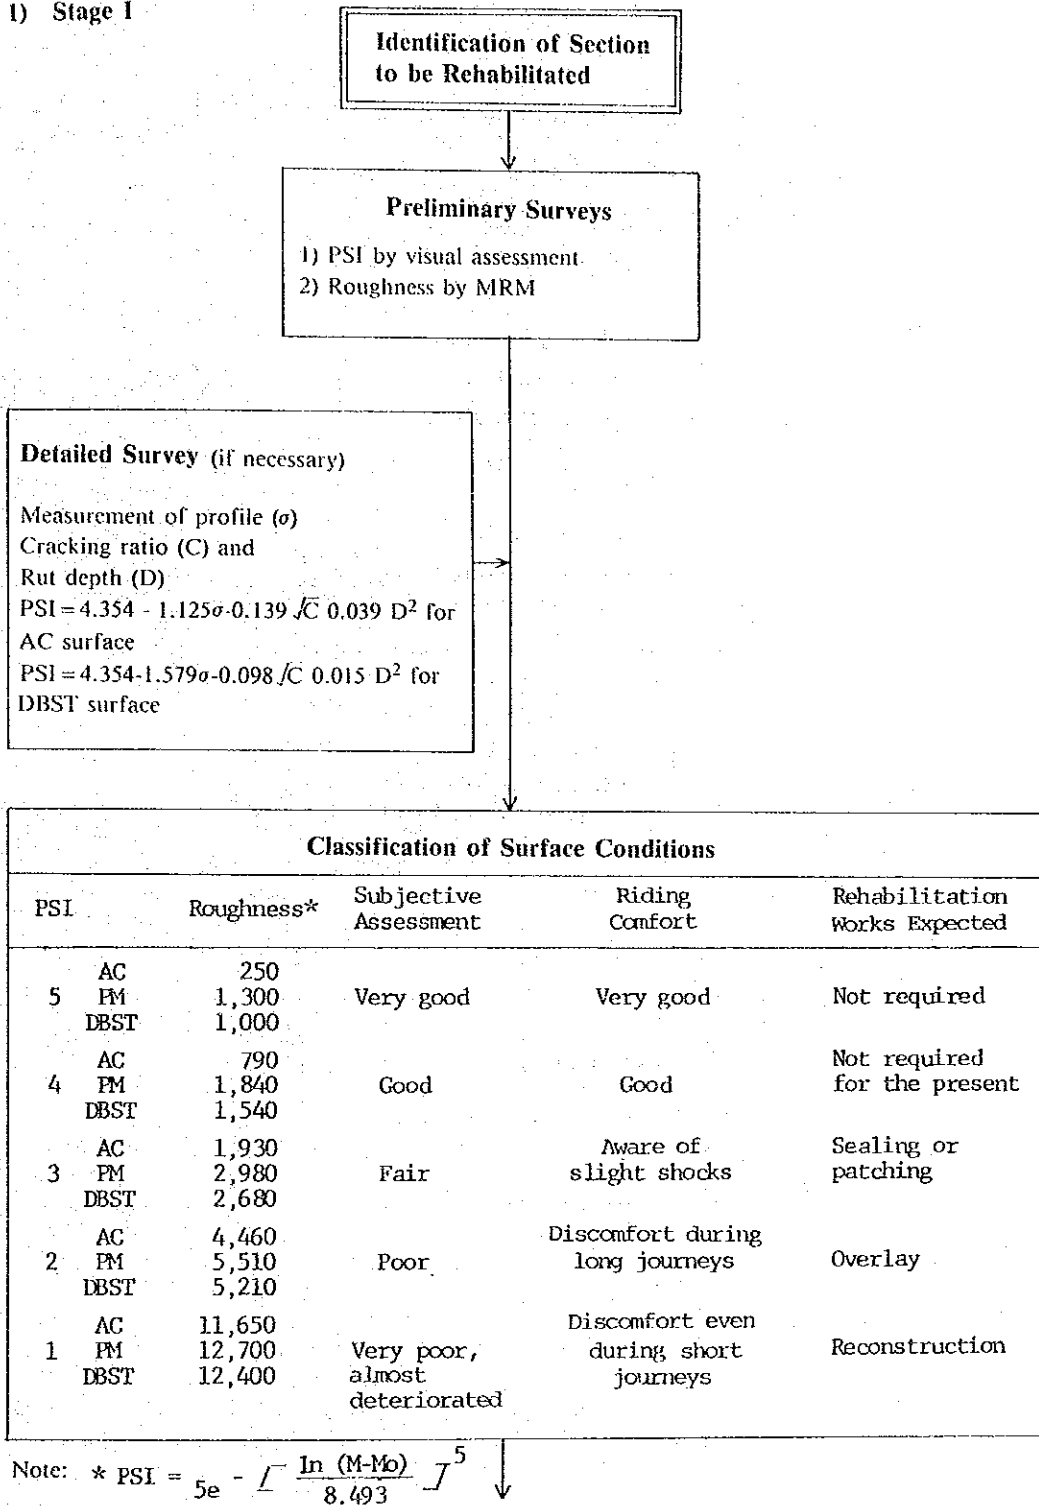 1) Stage 1
Identification of Section
to be Rehabilitated
Preliminary Surveys
1) PSI by visual assessment
2) Roughness by MRM
Detailed Survey (if necessary)
Measurement of profile (σ)
Cracking ratio (C) and
Rut depth (D)
PSI = 4.354 - 1.125σ-0.139 √C 0.039 D² for
AC surface
PSI = 4.354-1.579σ-0.098 √C 0.015 D² for
DBST surface
Classification of Surface Conditions
PSI Roughness* Subjective Assessment Riding Comfort Rehabilitation Works Expected
AC 250
5 PM 1,300 Very good Very good Not required
DBST 1,000
AC 790 Not required
4 PM 1,840 Good Good for the present
DBST 1,540
AC 1,930 Aware of Sealing or
3 PM 2,980 Fair slight shocks patching
DBST 2,680
AC 4,460 Discomfort during
2 PM 5,510 Poor long journeys Overlay
DBST 5,210
AC 11,650 Discomfort even
1 PM 12,700 Very poor, during short Reconstruction
DBST 12,400 almost journeys
deteriorated
Note: * PSI = 5e - [ ln (M-Mo) / 8.493 ]⁵